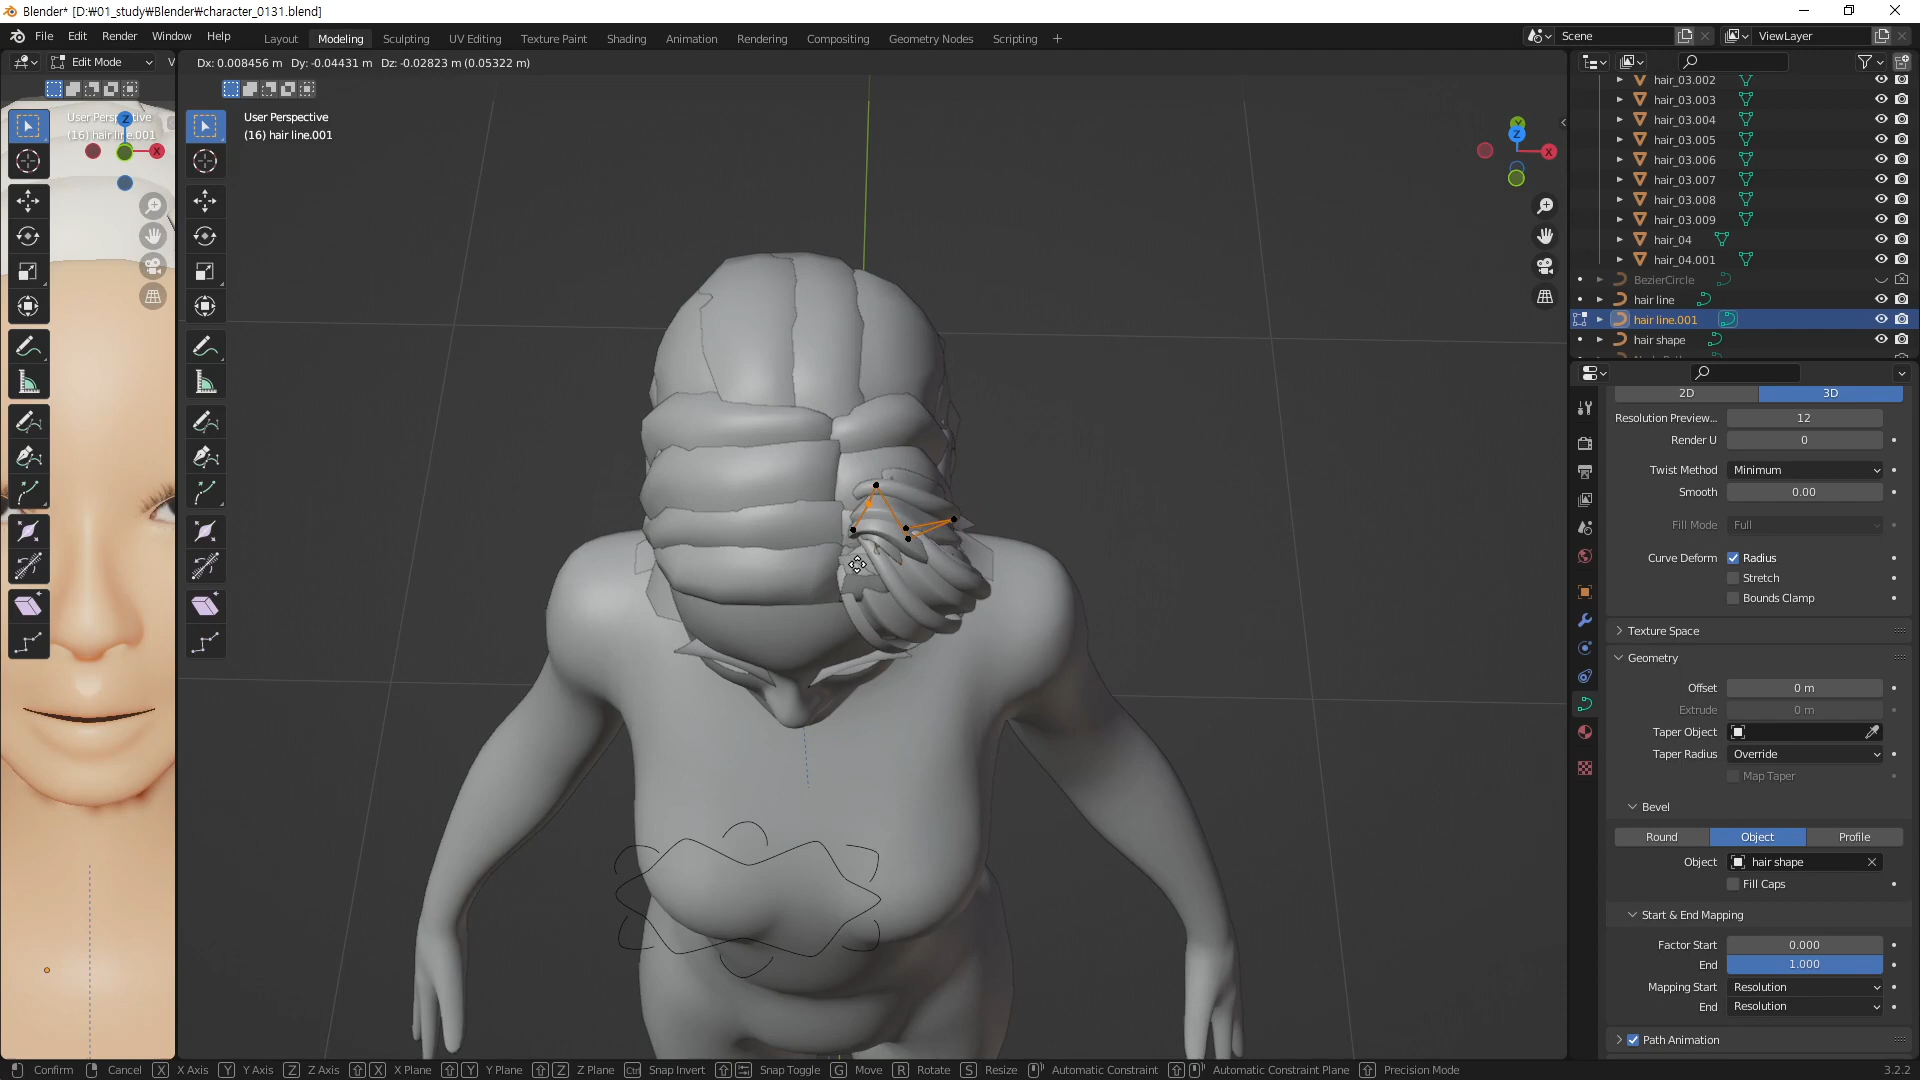 Blender* [D:₩01_study₩Blender₩character_0131.blend]
File Edit Render Window Help Layout Modeling Sculpting UV Editing Texture Paint Shading Animation Rendering Compositing Geometry Nodes Scripting + Scene ViewLayer
Edit Mode V Dx: 0.008456 m Dy: -0.04431 m Dz: -0.02823 m (0.05322 m)
User Perspective
(16) hair line.001
User Perspective
(16) hair line.001
Z
X
Y
Z
X
hair_03.002
hair_03.003
hair_03.004
hair_03.005
hair_03.006
hair_03.007
hair_03.008
hair_03.009
hair_04
hair_04.001
BezierCircle
hair line
hair line.001
hair shape
2D 3D
Resolution Preview... 12
Render U 0
Twist Method Minimum
Smooth 0.00
Fill Mode Full
Curve Deform Radius
Stretch
Bounds Clamp
Texture Space
Geometry
Offset 0 m
Extrude 0 m
Taper Object
Taper Radius Override
Map Taper
Bevel
Round Object Profile
Object hair shape
Fill Caps
Start & End Mapping
Factor Start 0.000
End 1.000
Mapping Start Resolution
End Resolution
Path Animation
Confirm Cancel X X Axis Y Y Axis Z Z Axis X X Plane Y Y Plane Z Z Plane Ctrl Snap Invert Snap Toggle G Move R Rotate S Resize Automatic Constraint Automatic Constraint Plane Precision Mode 3.2.2